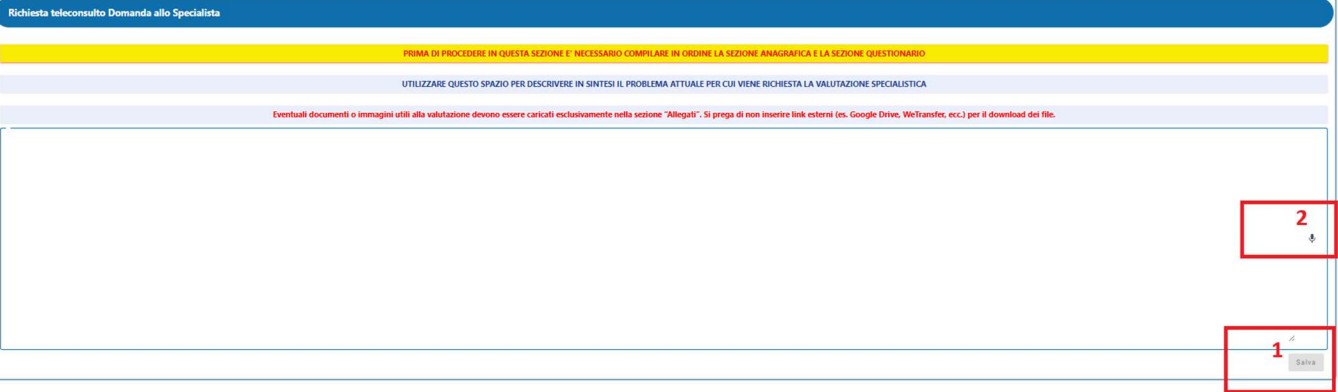 Richiesta teleconsulto Domanda allo Specialista
PRIMA DI PROCEDERE IN QUESTA SEZIONE E' NECESSARIO COMPILARE IN ORDINE LA SEZIONE ANAGRAFICA E LA SEZIONE QUESTIONARIO
UTILIZZARE QUESTO SPAZIO PER DESCRIVERE IN SINTESI IL PROBLEMA ATTUALE PER CUI VIENE RICHIESTA LA VALUTAZIONE SPECIALISTICA
Eventuali documenti o immagini utili alla valutazione devono essere caricati esclusivamente nella sezione "Allegati". Si prega di non inserire link esterni (es. Google Drive, WeTransfer, ecc.) per il download dei file.
2
1
Salva